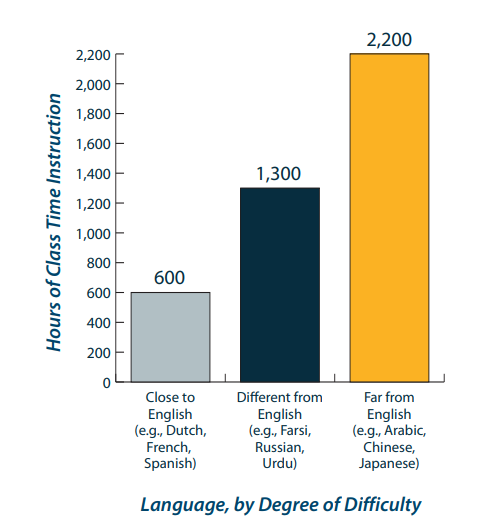 Hours of Class Time Instruction
2,200
2,000
1,800
1,600
1,400
1,200
1,000
800
600
400
200
0
600
1,300
2,200
Close to
English
(e.g., Dutch,
French,
Spanish)
Different from
English
(e.g., Farsi,
Russian,
Urdu)
Far from
English
(e.g., Arabic,
Chinese,
Japanese)
Language, by Degree of Difficulty